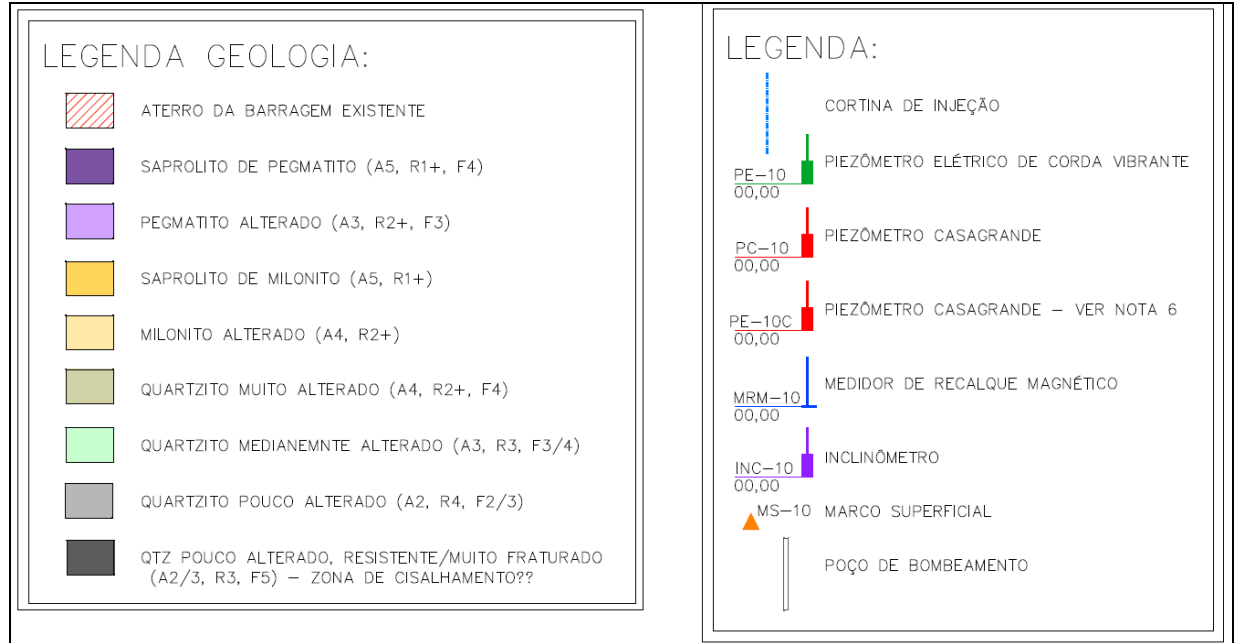 LEGENDA GEOLOGIA:
ATERRO DA BARRAGEM EXISTENTE
SAPROLITO DE PEGMATITO (A5, R1+, F4)
PEGMATITO ALTERADO (A3, R2+, F3)
SAPROLITO DE MILONITO (A5, R1+)
MILONITO ALTERADO (A4, R2+)
QUARTZITO MUITO ALTERADO (A4, R2+, F4)
QUARTZITO MEDIANEMNTE ALTERADO (A3, R3, F3/4)
QUARTZITO POUCO ALTERADO (A2, R4, F2/3)
QTZ POUCO ALTERADO, RESISTENTE/MUITO FRATURADO
(A2/3, R3, F5) – ZONA DE CISALHAMENTO??
LEGENDA:
CORTINA DE INJEÇÃO
PE–10 PIEZÔMETRO ELÉTRICO DE CORDA VIBRANTE
00,00
PC–10 PIEZÔMETRO CASAGRANDE
00,00
PE–10C PIEZÔMETRO CASAGRANDE – VER NOTA 6
00,00
MRM–10 MEDIDOR DE RECALQUE MAGNÉTICO
00,00
INC–10 INCLINÔMETRO
00,00
MS–10 MARCO SUPERFICIAL
POÇO DE BOMBEAMENTO